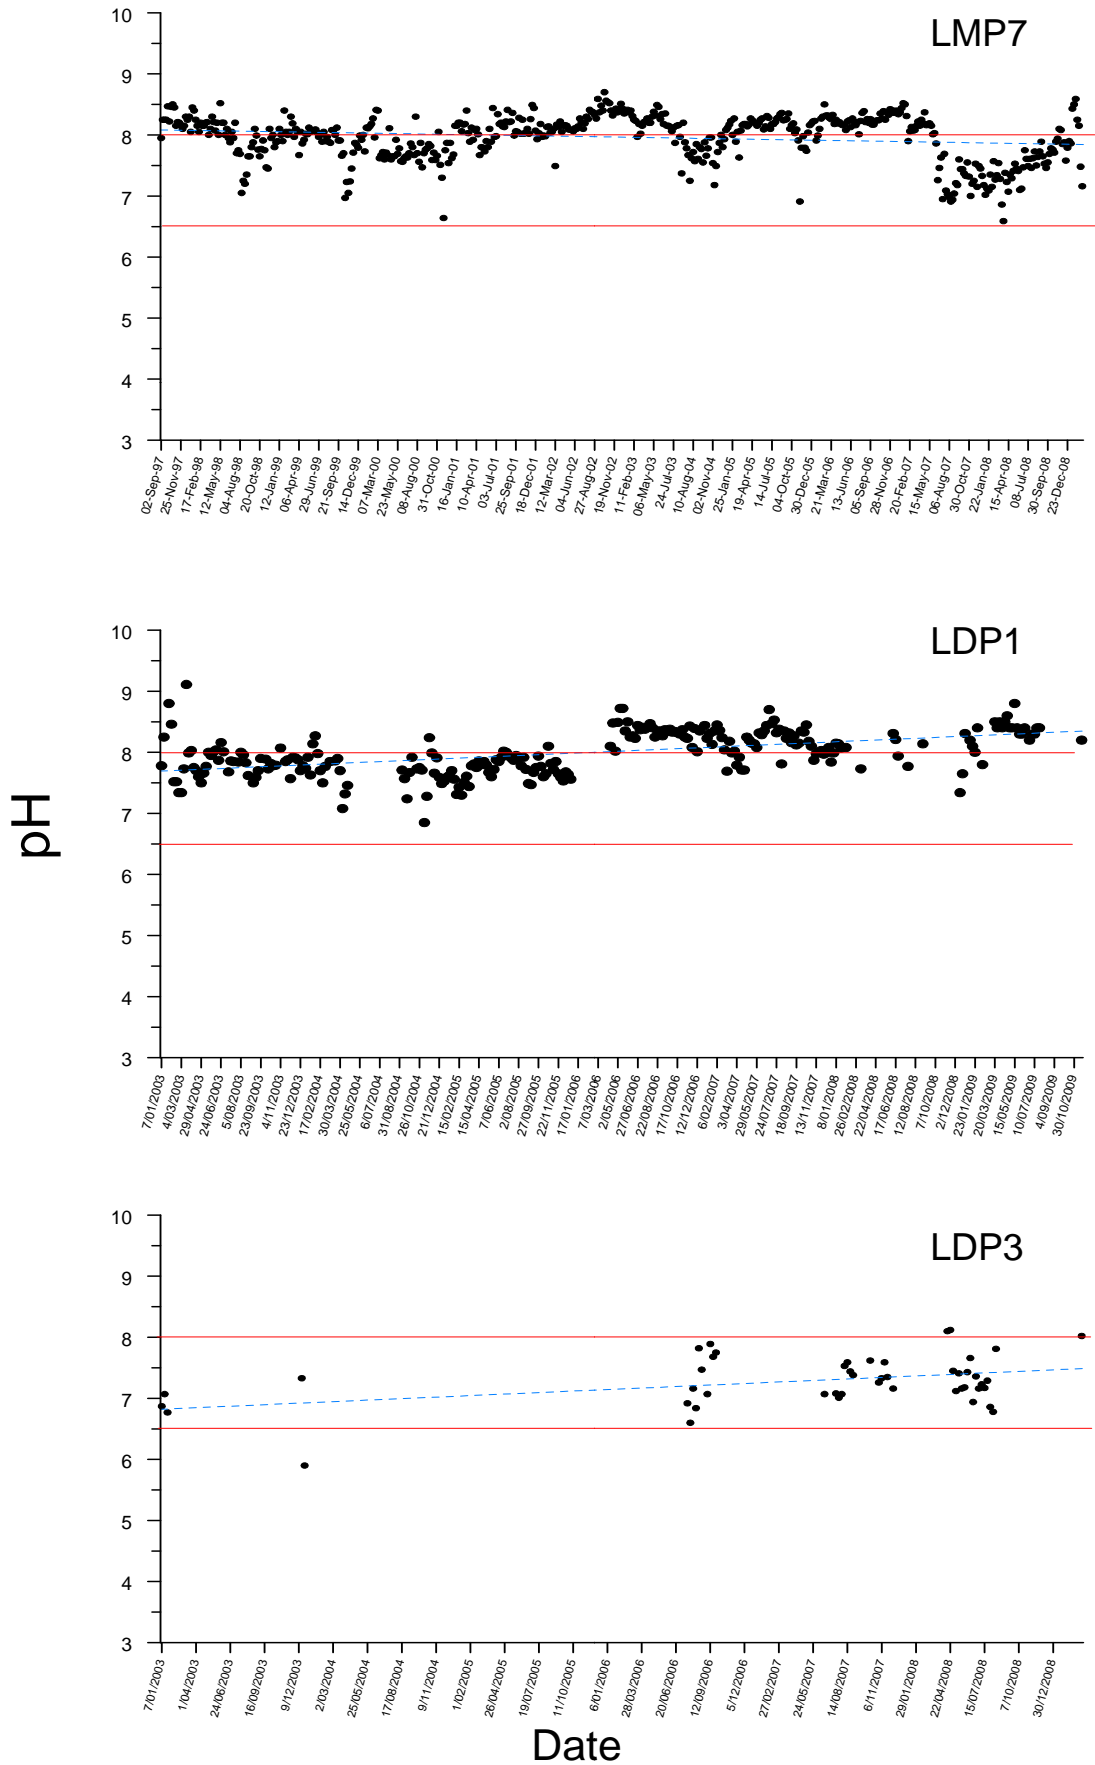 LMP7
10
9
8
7
6
5
4
3
02-Sep-97
25-Nov-97
17-Feb-98
12-May-98
04-Aug-98
20-Oct-98
12-Jan-99
06-Apr-99
29-Jun-99
21-Sep-99
14-Dec-99
07-Mar-00
23-May-00
08-Aug-00
31-Oct-00
16-Jan-01
10-Apr-01
03-Jul-01
25-Sep-01
18-Dec-01
12-Mar-02
04-Jun-02
27-Aug-02
19-Nov-02
11-Feb-03
06-May-03
24-Jul-03
10-Aug-04
02-Nov-04
25-Jan-05
19-Apr-05
14-Jul-05
04-Oct-05
30-Dec-05
21-Mar-06
13-Jun-06
05-Sep-06
28-Nov-06
20-Feb-07
15-May-07
06-Aug-07
30-Oct-07
22-Jan-08
15-Apr-08
08-Jul-08
30-Sep-08
23-Dec-08
LDP1
pH
10
9
8
7
6
5
4
3
7/01/2003
4/03/2003
29/04/2003
24/06/2003
5/08/2003
23/09/2003
4/11/2003
23/12/2003
17/02/2004
30/03/2004
25/05/2004
6/07/2004
31/08/2004
26/10/2004
21/12/2004
15/02/2005
15/04/2005
7/06/2005
2/08/2005
27/09/2005
22/11/2005
17/01/2006
7/03/2006
2/05/2006
27/06/2006
22/08/2006
17/10/2006
12/12/2006
6/02/2007
3/04/2007
29/05/2007
24/07/2007
18/09/2007
13/11/2007
8/01/2008
26/02/2008
22/04/2008
17/06/2008
12/08/2008
7/10/2008
2/12/2008
23/01/2009
20/03/2009
15/05/2009
10/07/2009
4/09/2009
30/10/2009
LDP3
10
9
8
7
6
5
4
3
7/01/2003
1/04/2003
24/06/2003
16/09/2003
9/12/2003
2/03/2004
25/05/2004
17/08/2004
9/11/2004
1/02/2005
26/04/2005
19/07/2005
11/10/2005
6/01/2006
28/03/2006
20/06/2006
12/09/2006
5/12/2006
27/02/2007
24/05/2007
14/08/2007
6/11/2007
29/01/2008
22/04/2008
15/07/2008
7/10/2008
30/12/2008
Date